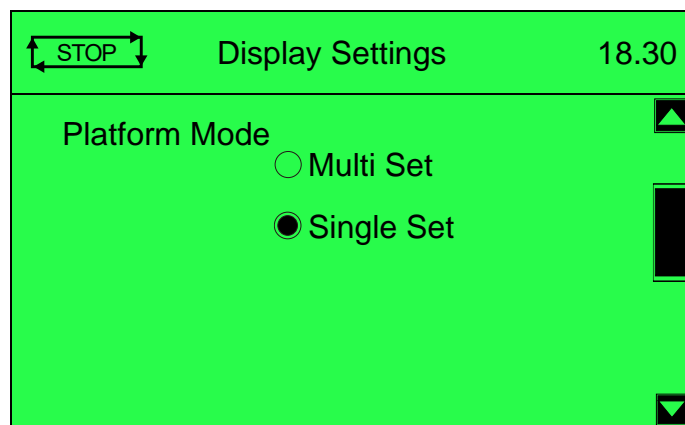 STOP Display Settings 18.30
Platform Mode
Multi Set
Single Set